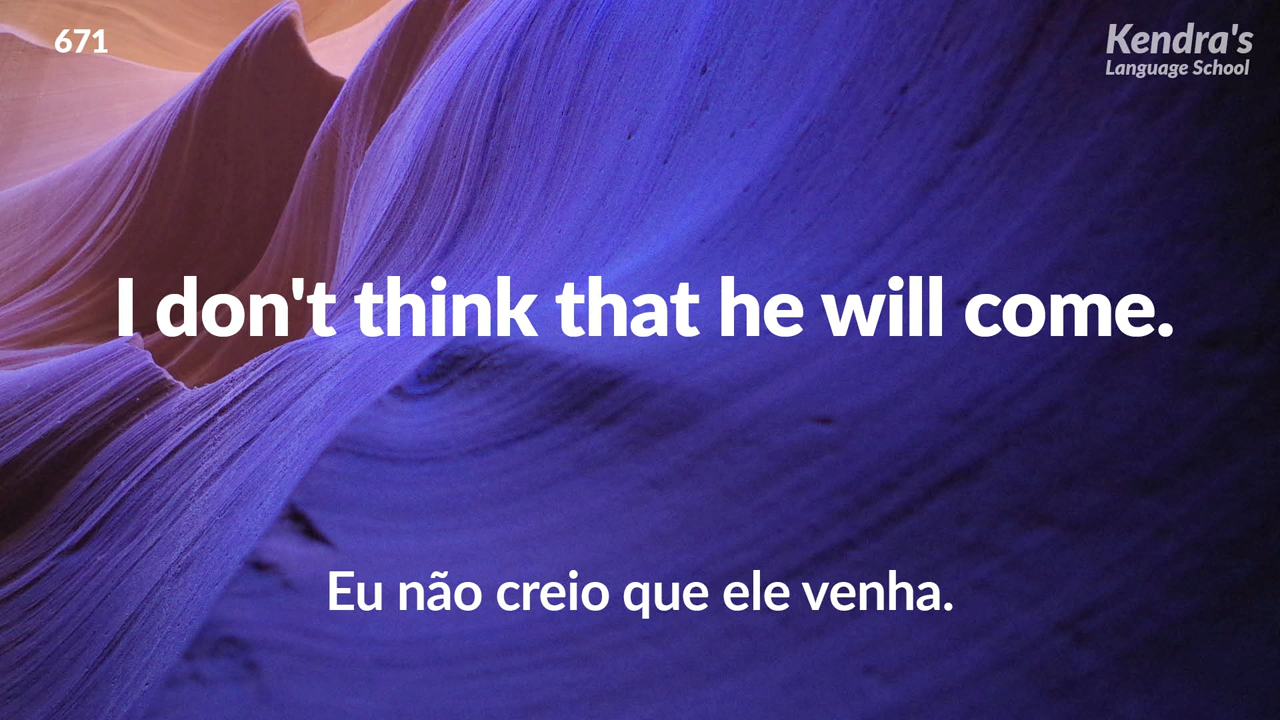 671
Kendra's
Language School
I don't think that he will come.
Eu não creio que ele venha.